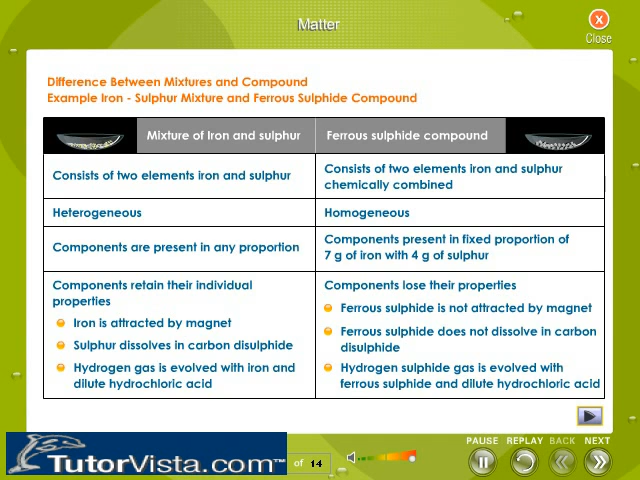 Matter
X
Close
Difference Between Mixtures and Compound
Example Iron - Sulphur Mixture and Ferrous Sulphide Compound
Mixture of Iron and sulphur
Ferrous sulphide compound
Consists of two elements iron and sulphur
Consists of two elements iron and sulphur
chemically combined
Heterogeneous
Homogeneous
Components are present in any proportion
Components present in fixed proportion of
7 g of iron with 4 g of sulphur
Components retain their individual
properties
Iron is attracted by magnet
Sulphur dissolves in carbon disulphide
Hydrogen gas is evolved with iron and
dilute hydrochloric acid
Components lose their properties
Ferrous sulphide is not attracted by magnet
Ferrous sulphide does not dissolve in carbon
disulphide
Hydrogen sulphide gas is evolved with
ferrous sulphide and dilute hydrochloric acid
PAUSE REPLAY BACK NEXT
TutorVista.com™
of 14